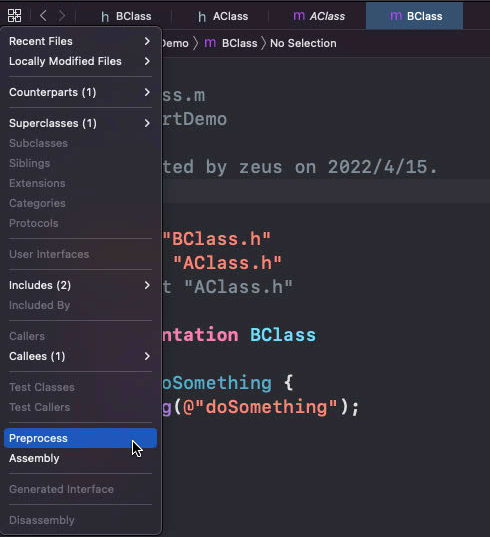 h BClass
h AClass
m AClass
m BClass
Demo 〉 m BClass 〉 No Selection
Recent Files
Locally Modified Files
Counterparts (1)
Superclasses (1)
Subclasses
Siblings
Extensions
Categories
Protocols
User Interfaces
Includes (2)
Included By
Callers
Callees (1)
Test Classes
Test Callers
Preprocess
Assembly
Generated Interface
Disassembly
ss.m
rtDemo
ted by zeus on 2022/4/15.
"BClass.h"
"AClass.h"
t "AClass.h"
ntation BClass
oSomething {
g(@"doSomething");